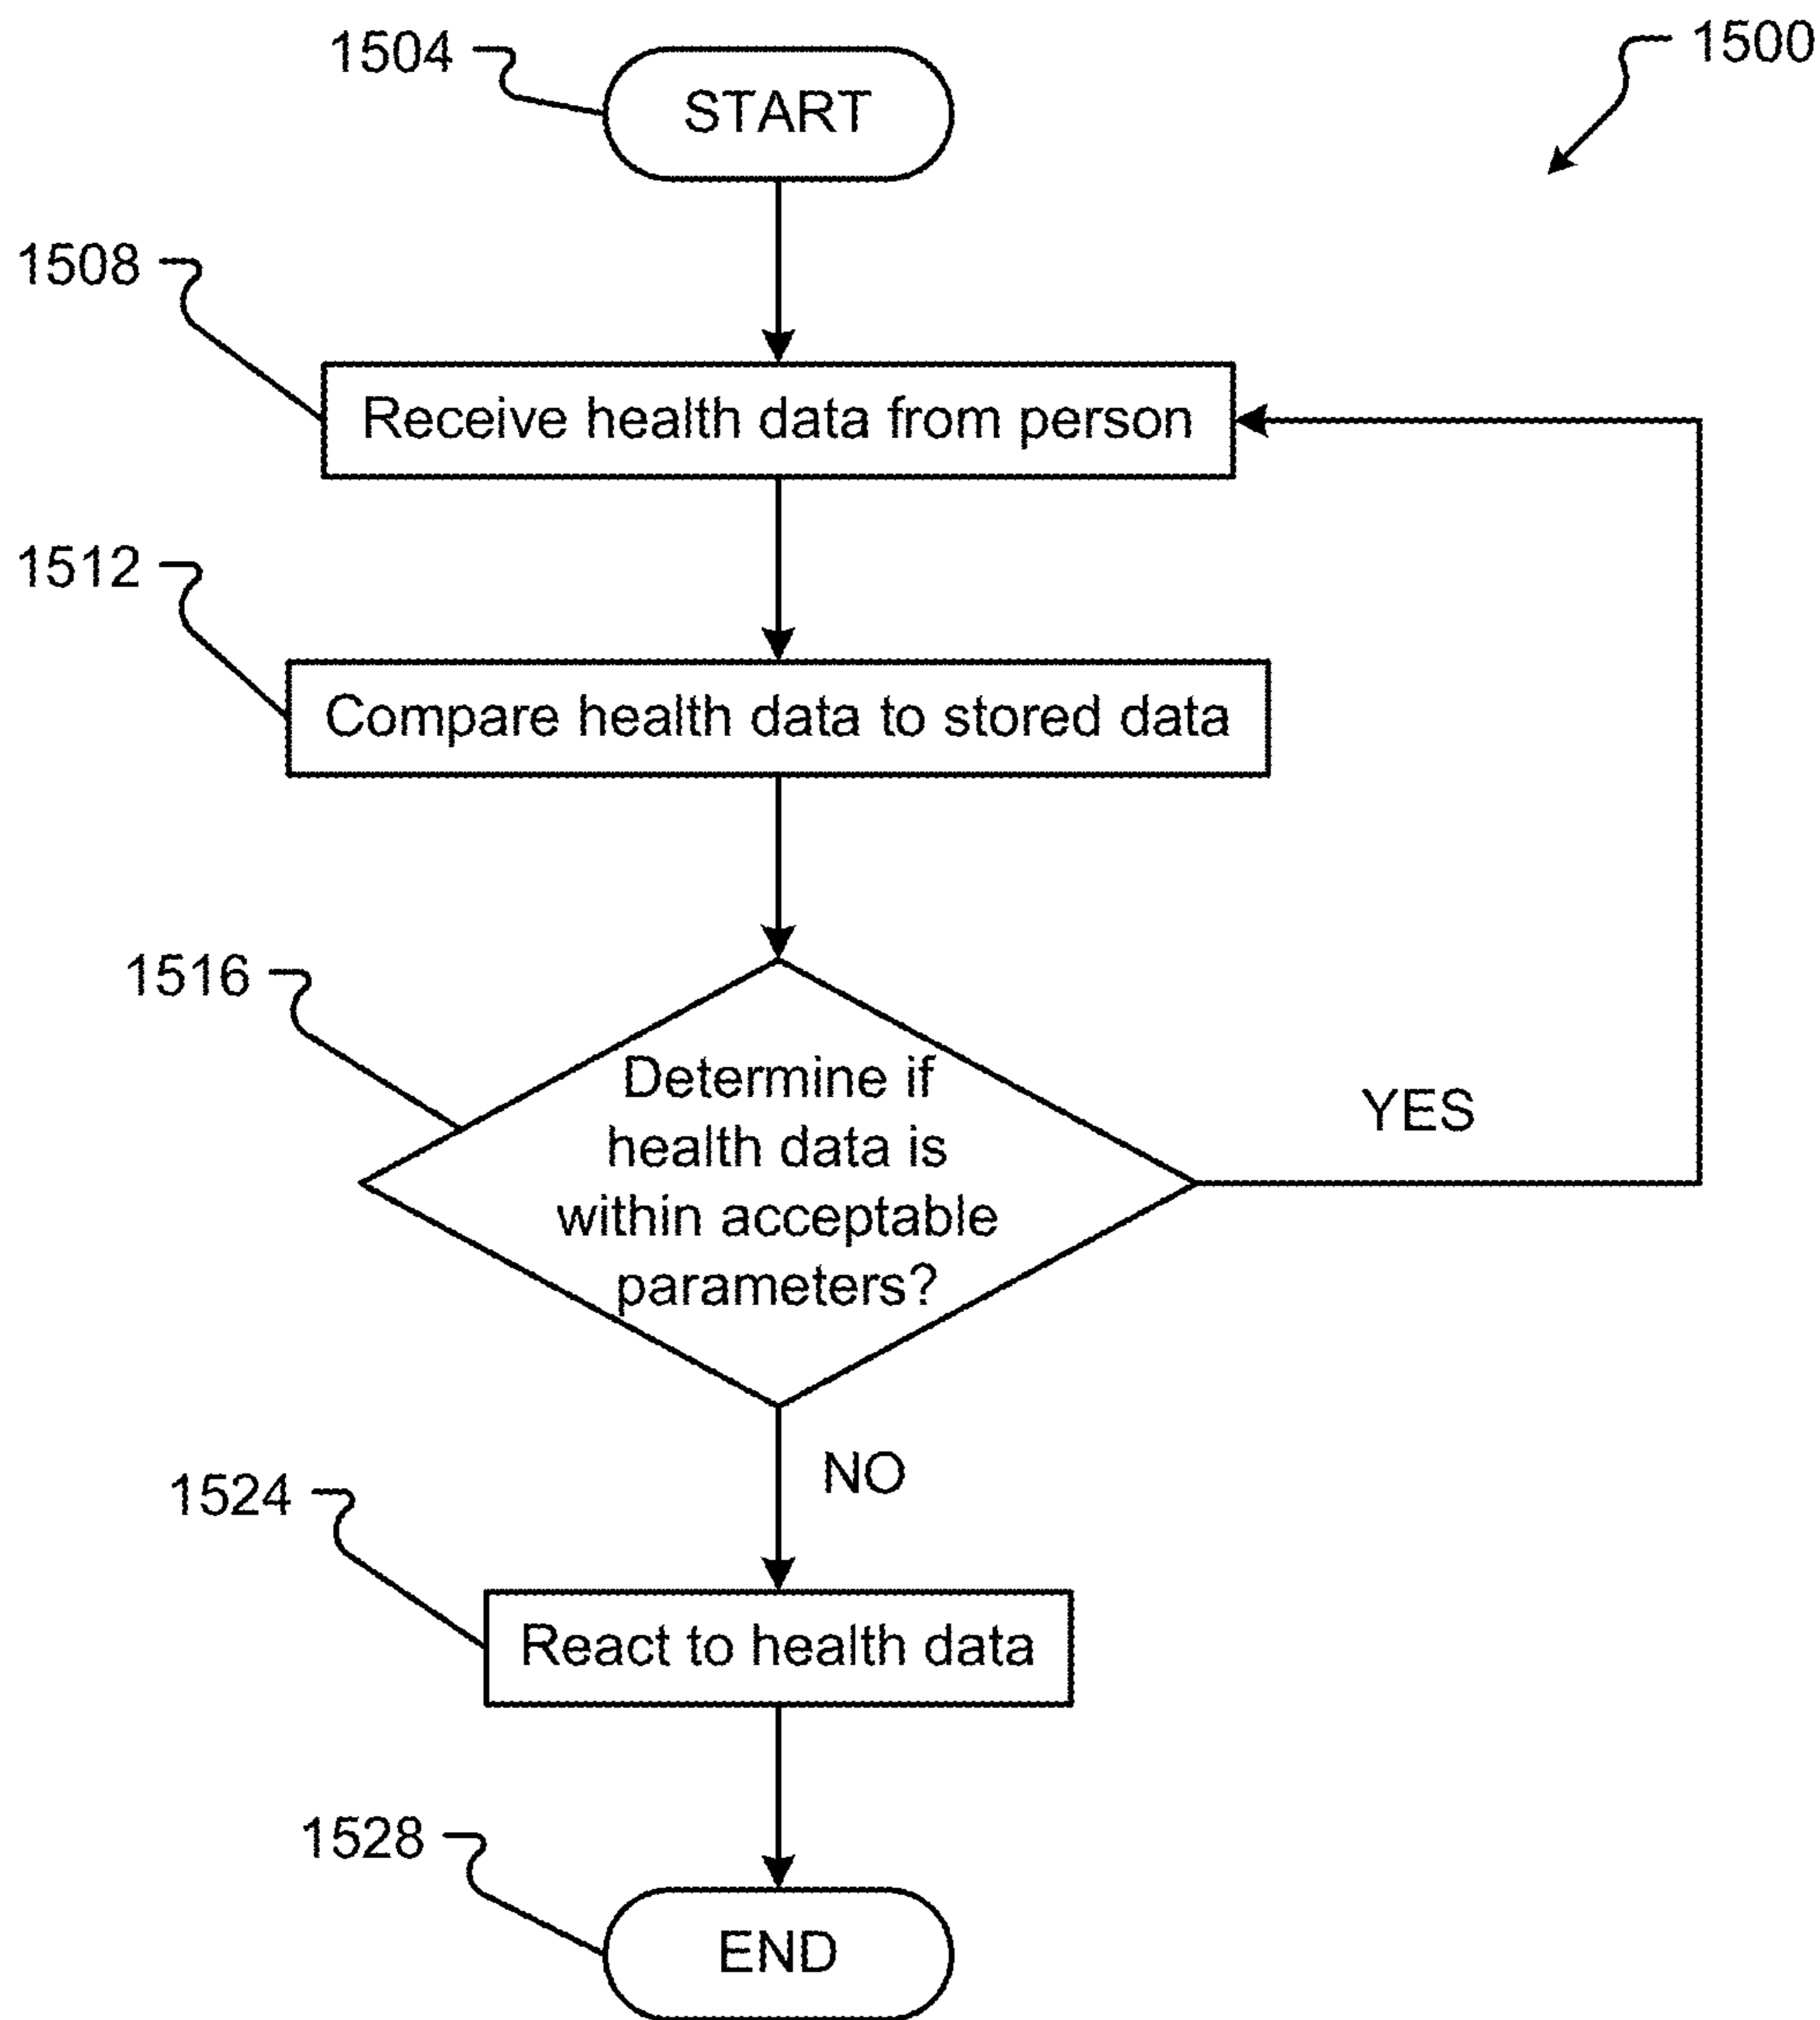 1500
1504
START
1508
Receive health data from person
1512
Compare health data to stored data
1516
Determine if
health data is
within acceptable
parameters?
YES
NO
1524
React to health data
1528
END